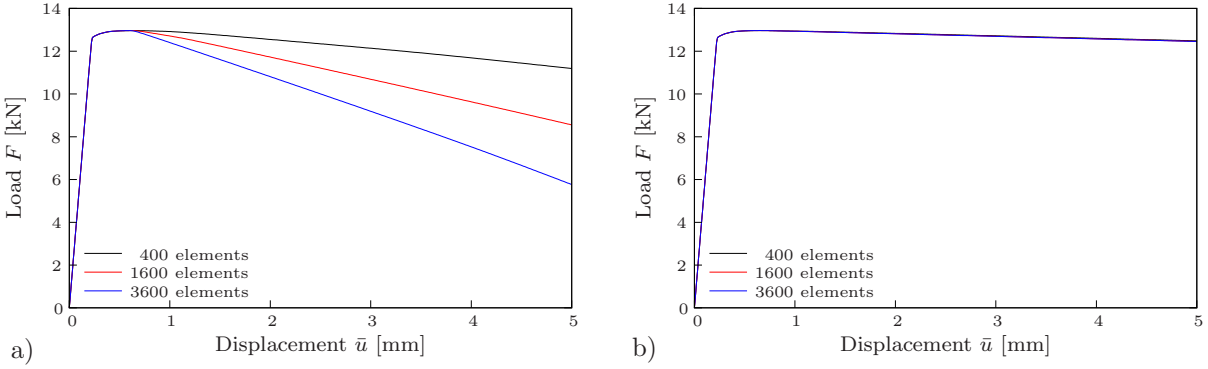 14
12
10
8
6
4
2
0
Load F [kN]
400 elements
1600 elements
3600 elements
0 1 2 3 4 5
Displacement ū [mm]
a)
14
12
10
8
6
4
2
0
Load F [kN]
400 elements
1600 elements
3600 elements
0 1 2 3 4 5
Displacement ū [mm]
b)